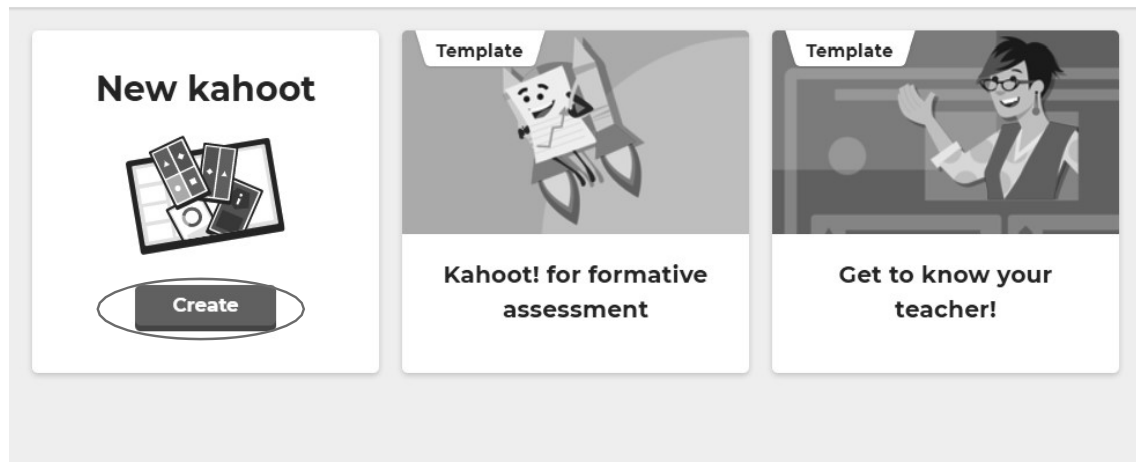 New kahoot
Create
Template
Kahoot! for formative
assessment
Template
Get to know your
teacher!